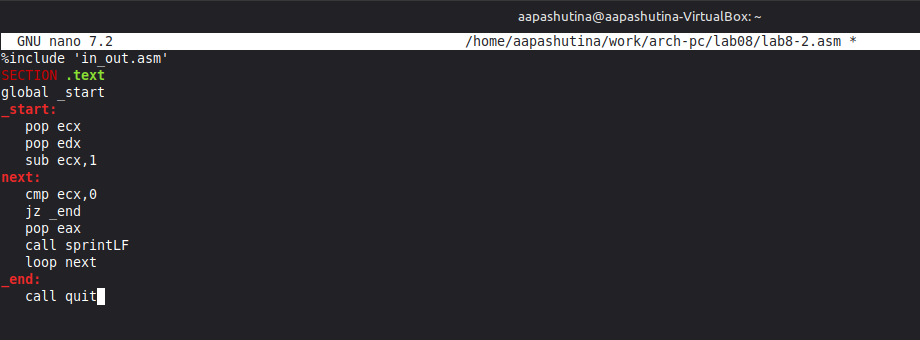 aapashutina@aapashutina-VirtualBox: ~
GNU nano 7.2 /home/aapashutina/work/arch-pc/lab08/lab8-2.asm *
%include 'in_out.asm'
SECTION .text
global _start
_start:
pop ecx
pop edx
sub ecx,1
next:
cmp ecx,0
jz _end
pop eax
call sprintLF
loop next
_end:
call quit